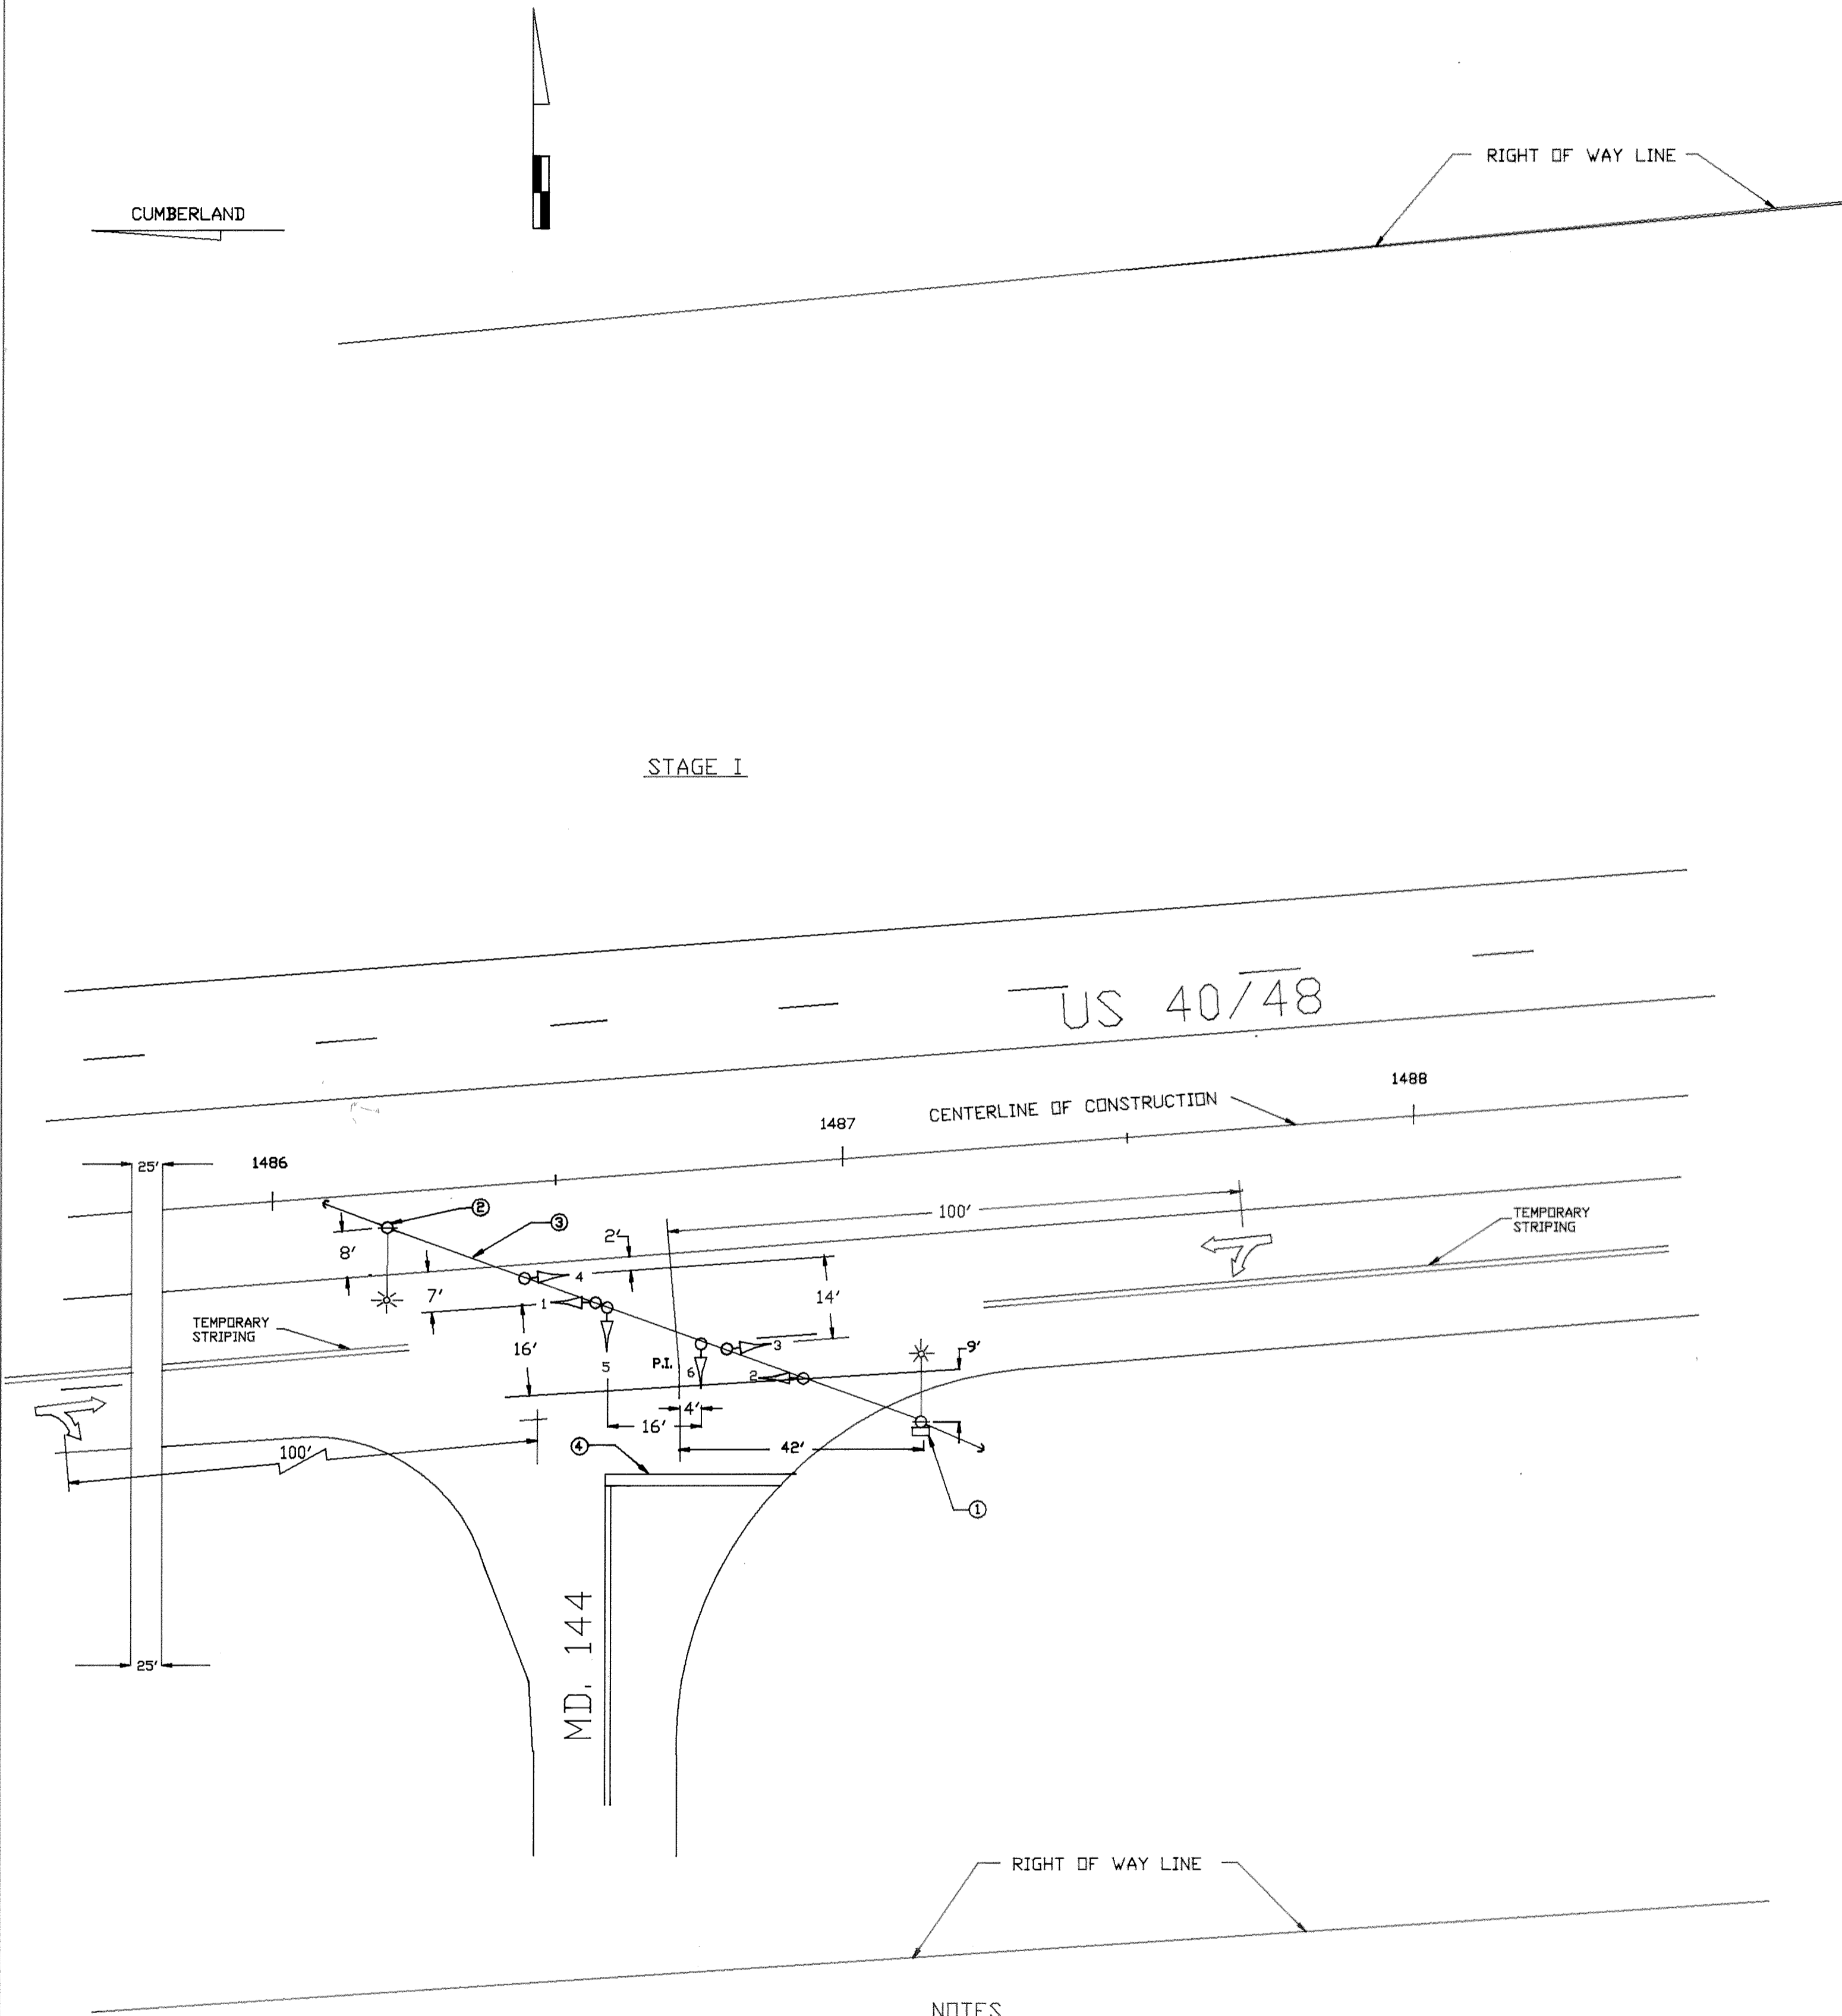 RIGHT OF WAY LINE
CUMBERLAND
STAGE I
US 40/48
1488
CENTERLINE OF CONSTRUCTION
1487
1486
25'
2
3
100'
TEMPORARY
STRIPING
2'
8'
4
7'
1
14'
TEMPORARY
STRIPING
16'
5
P.I.
6
3
2
9'
4'
16'
42'
100'
4
1
MD. 144
25'
RIGHT OF WAY LINE
NOTES